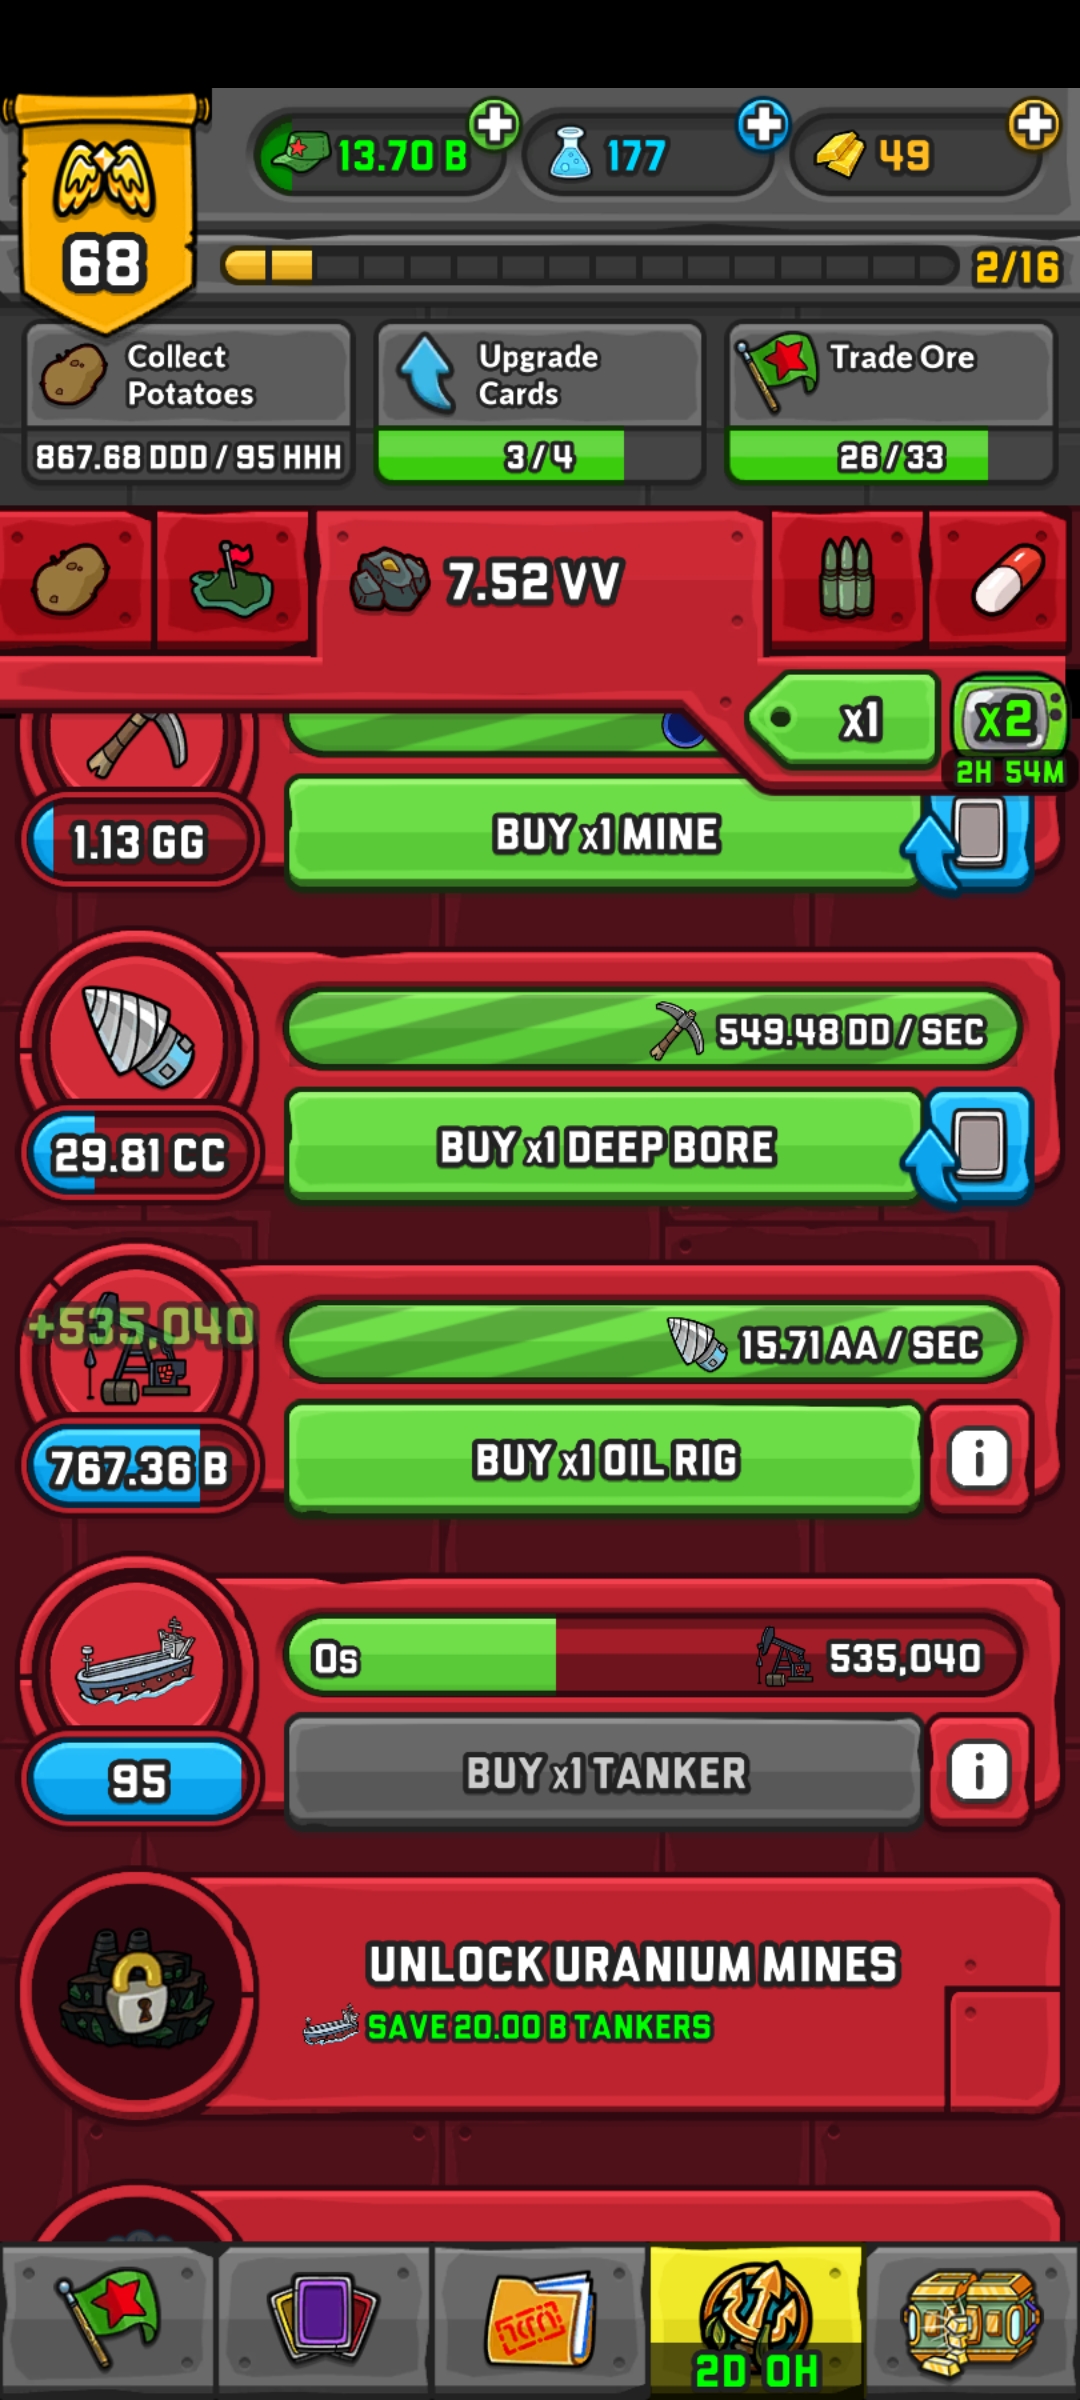 13.70 B
177
49
68
2/16
Collect
Potatoes
867.68 DDD / 95 HHH
Upgrade
Cards
3/4
Trade Ore
26/33
7.52 VV
x1
x2
2H 54M
1.13 GG
BUY x1 MINE
549.48 DD / SEC
29.81 CC
BUY x1 DEEP BORE
+535,040
15.71 AA / SEC
767.36 B
BUY x1 OIL RIG
i
0s
535,040
95
BUY x1 TANKER
i
UNLOCK URANIUM MINES
SAVE 20.00 B TANKERS
2D 0H